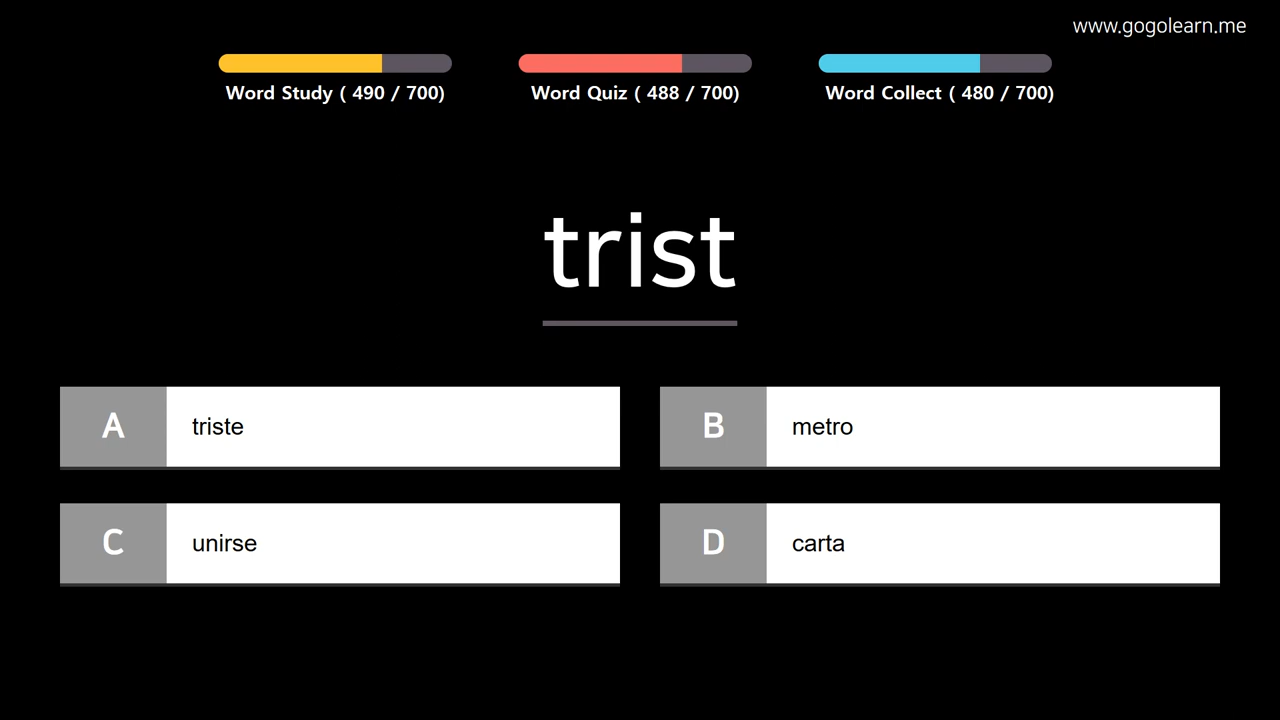 www.gogolearn.me
Word Study ( 490 / 700)
Word Quiz ( 488 / 700)
Word Collect ( 480 / 700)
trist
A triste
B metro
C unirse
D carta